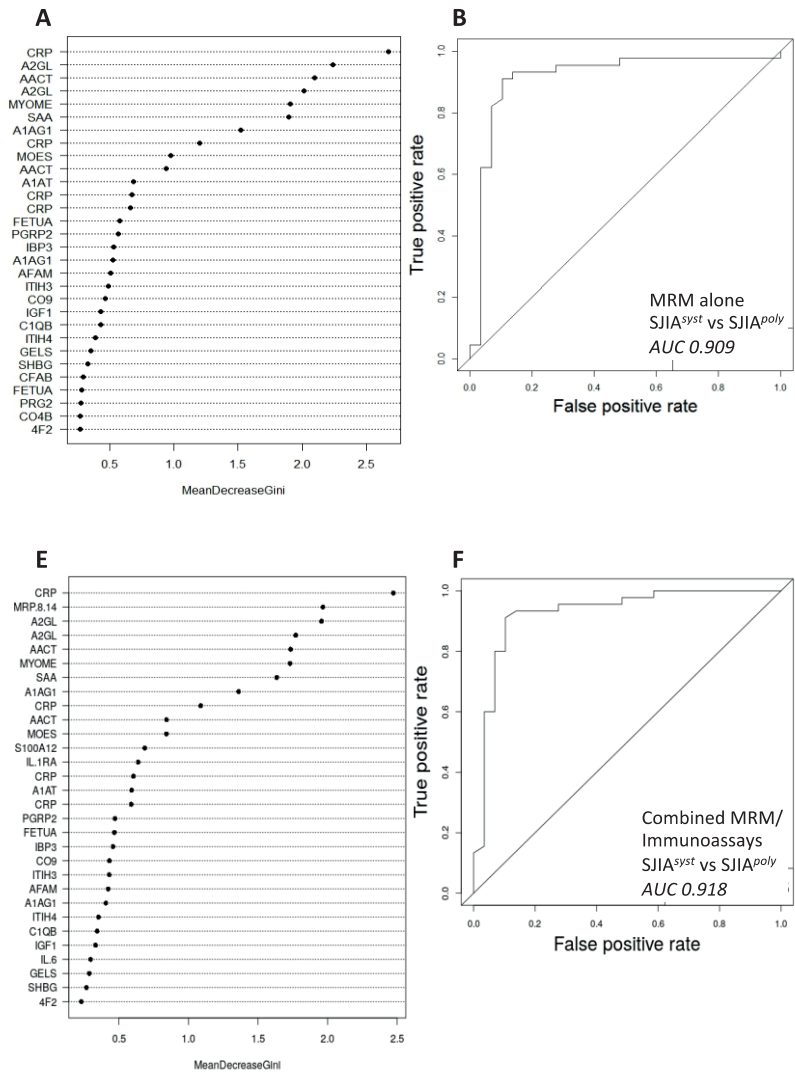 A
CRP
A2GL
AACT
A2GL
MYOME
SAA
A1AG1
CRP
MOES
AACT
A1AT
CRP
CRP
FETUA
PGRP2
IBP3
A1AG1
AFAM
ITIH3
CO9
IGF1
C1QB
ITIH4
GELS
SHBG
CFAB
FETUA
PRG2
CO4B
4F2
0.5 1.0 1.5 2.0 2.5
MeanDecreaseGini
B
True positive rate
1.0
0.8
0.6
0.4
0.2
0.0
MRM alone
SJIAsyst vs SJIApoly
AUC 0.909
0.0 0.2 0.4 0.6 0.8 1.0
False positive rate
E
CRP
MRP.8.14
A2GL
A2GL
AACT
MYOME
SAA
A1AG1
CRP
AACT
MOES
S100A12
IL.1RA
CRP
A1AT
CRP
PGRP2
FETUA
IBP3
CO9
ITIH3
AFAM
A1AG1
ITIH4
C1QB
IGF1
IL.6
GELS
SHBG
4F2
0.5 1.0 1.5 2.0 2.5
MeanDecreaseGini
F
True positive rate
1.0
0.8
0.6
0.4
0.2
0.0
Combined MRM/
Immunoassays
SJIAsyst vs SJIApoly
AUC 0.918
0.0 0.2 0.4 0.6 0.8 1.0
False positive rate